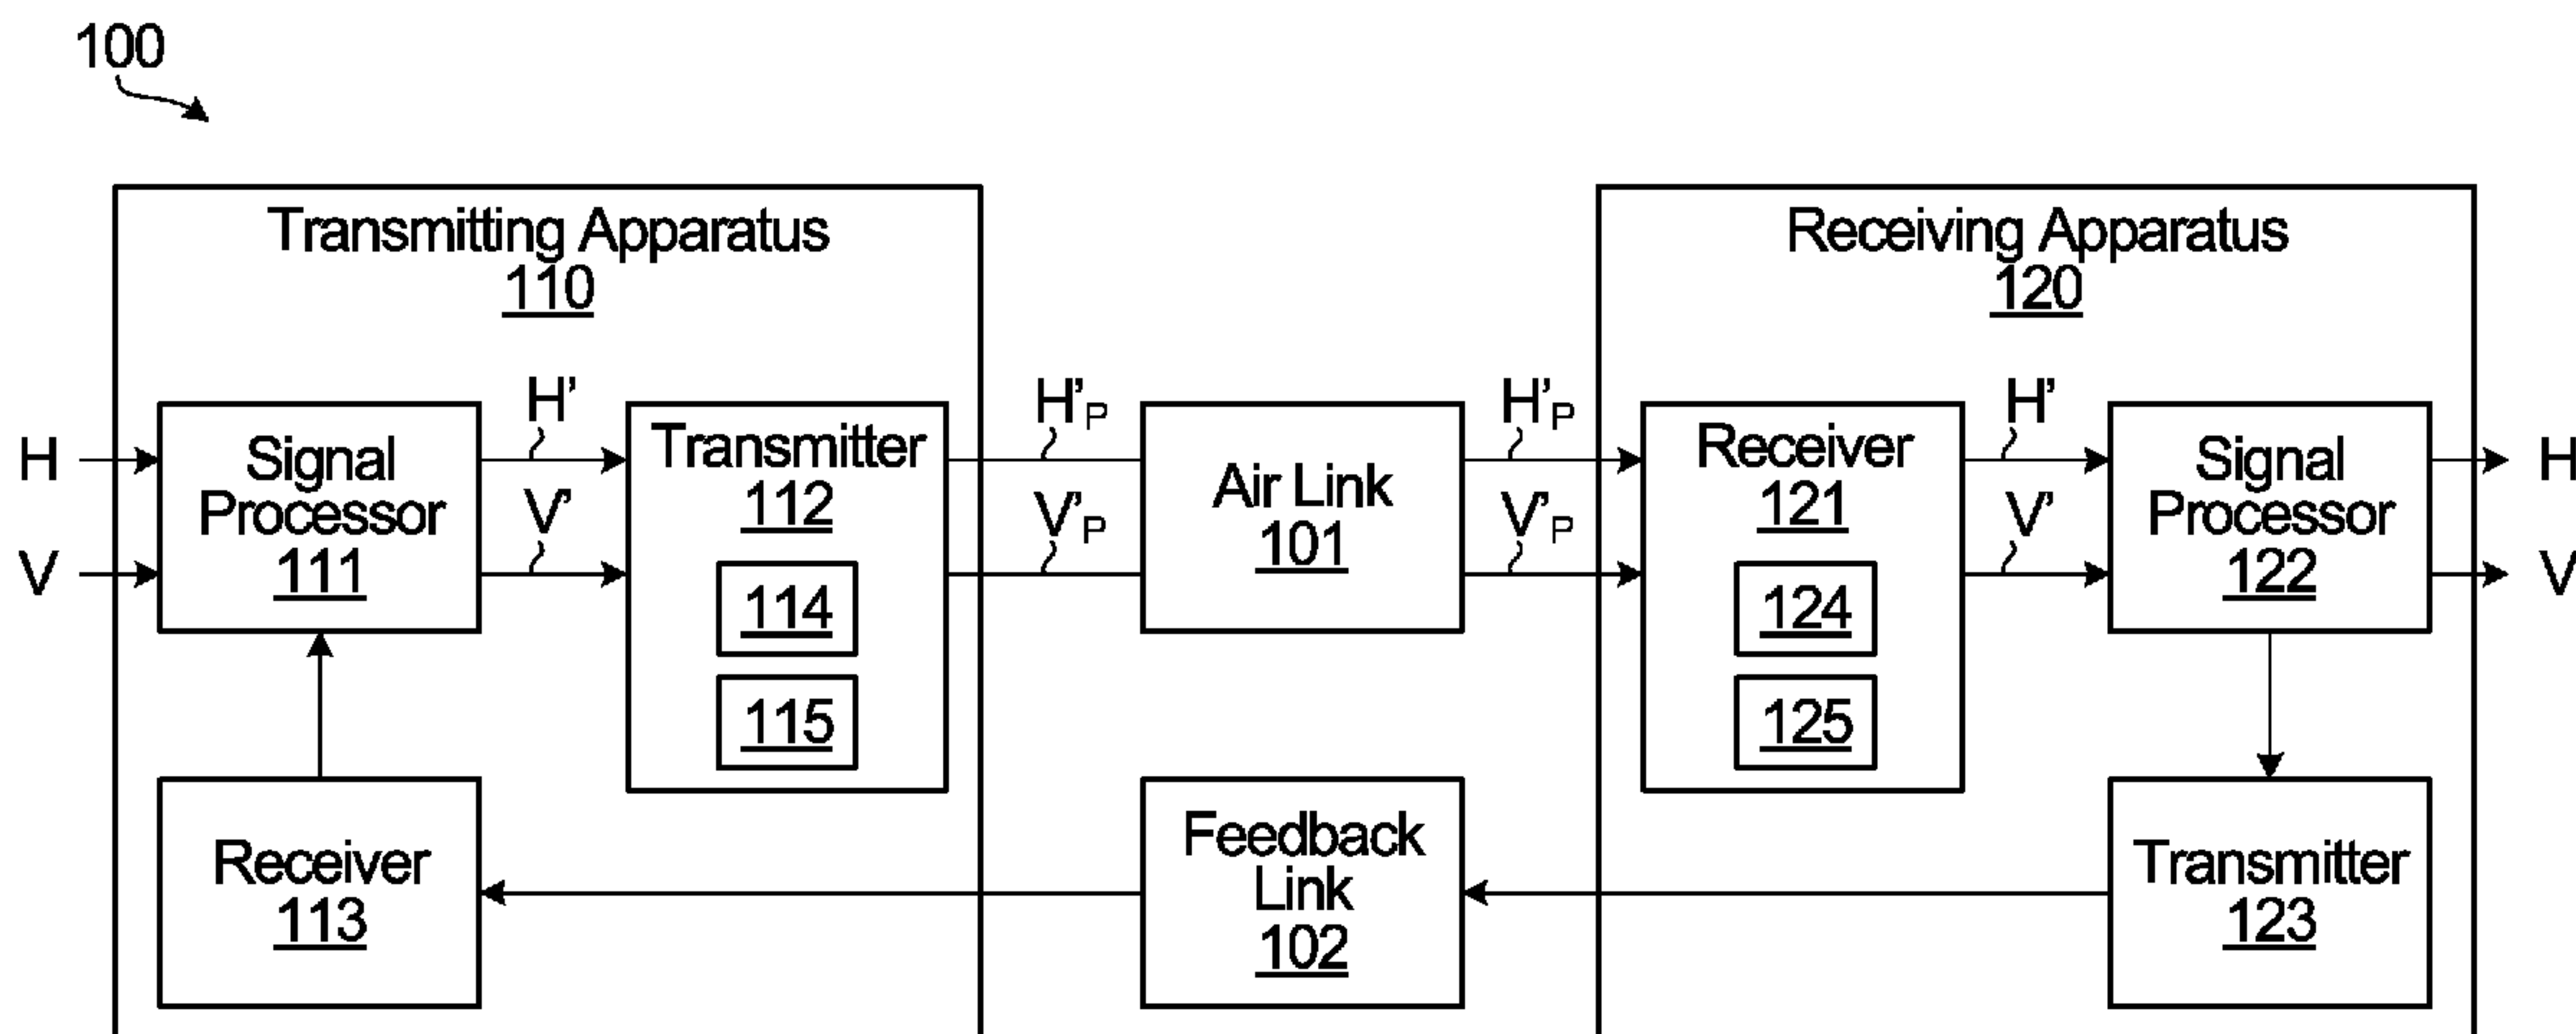 100
Transmitting Apparatus
110
Receiving Apparatus
120
H
V
Signal
Processor
111
H'
V'
Transmitter
112
114
115
H'P
V'P
Air Link
101
H'P
V'P
Receiver
121
124
125
H'
V'
Signal
Processor
122
H
V
Receiver
113
Feedback
Link
102
Transmitter
123